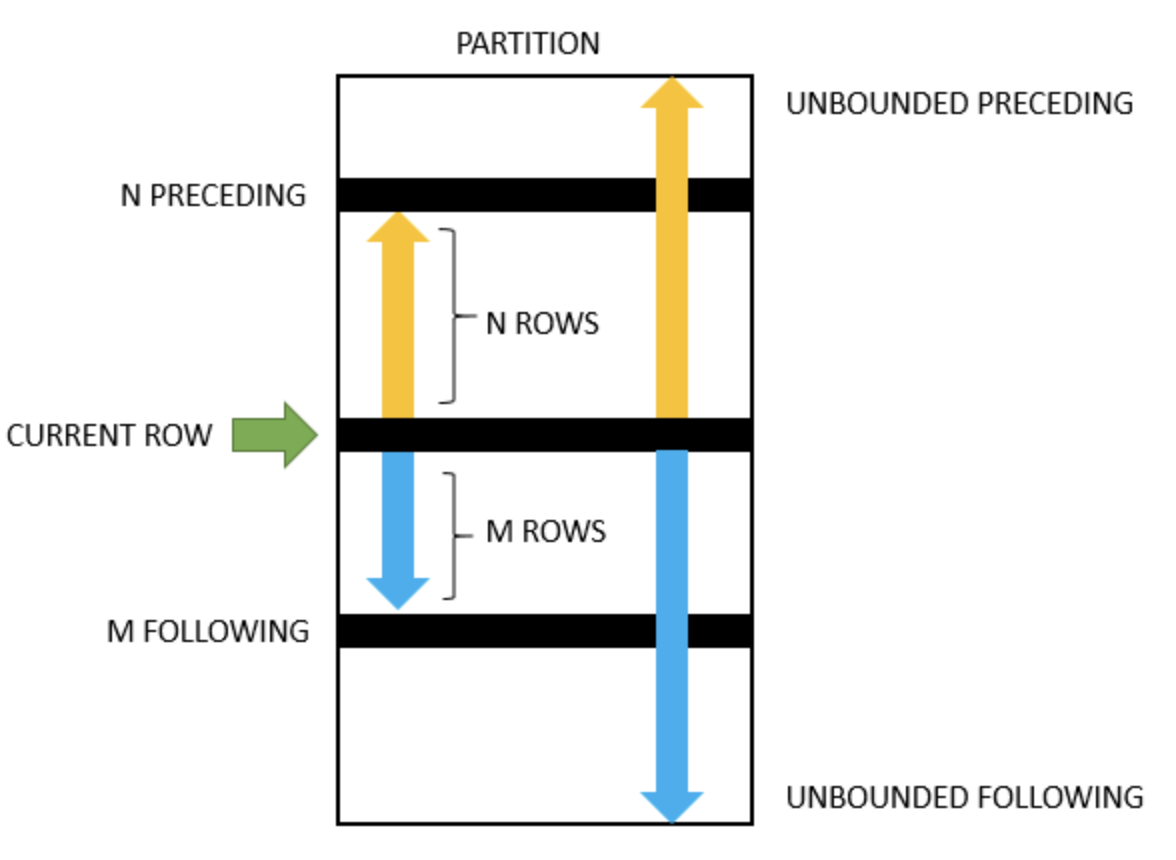 PARTITION
UNBOUNDED PRECEDING
N PRECEDING
N ROWS
CURRENT ROW
M ROWS
M FOLLOWING
UNBOUNDED FOLLOWING